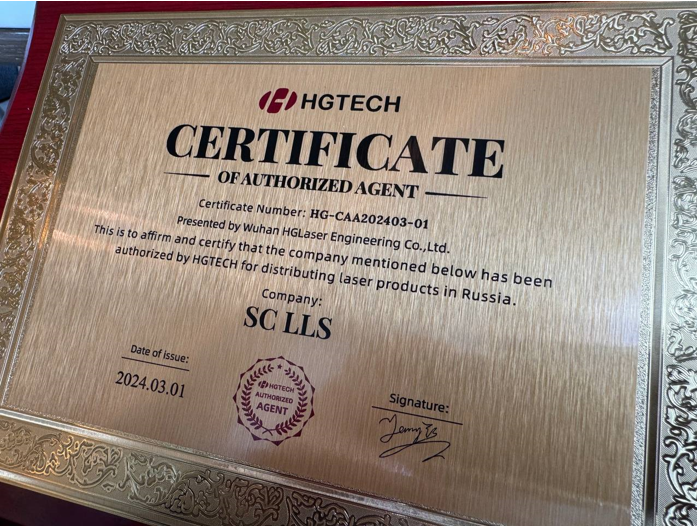 HGTECH
CERTIFICATE
OF AUTHORIZED AGENT
Certificate Number: HG-CAA202403-01
Presented by Wuhan HGLaser Engineering Co.,Ltd.
This is to affirm and certify that the company mentioned below has been
authorized by HGTECH for distributing laser products in Russia.
Company:
SC LLS
Date of issue:
2024.03.01
HGTECH
AUTHORIZED
AGENT
Signature: